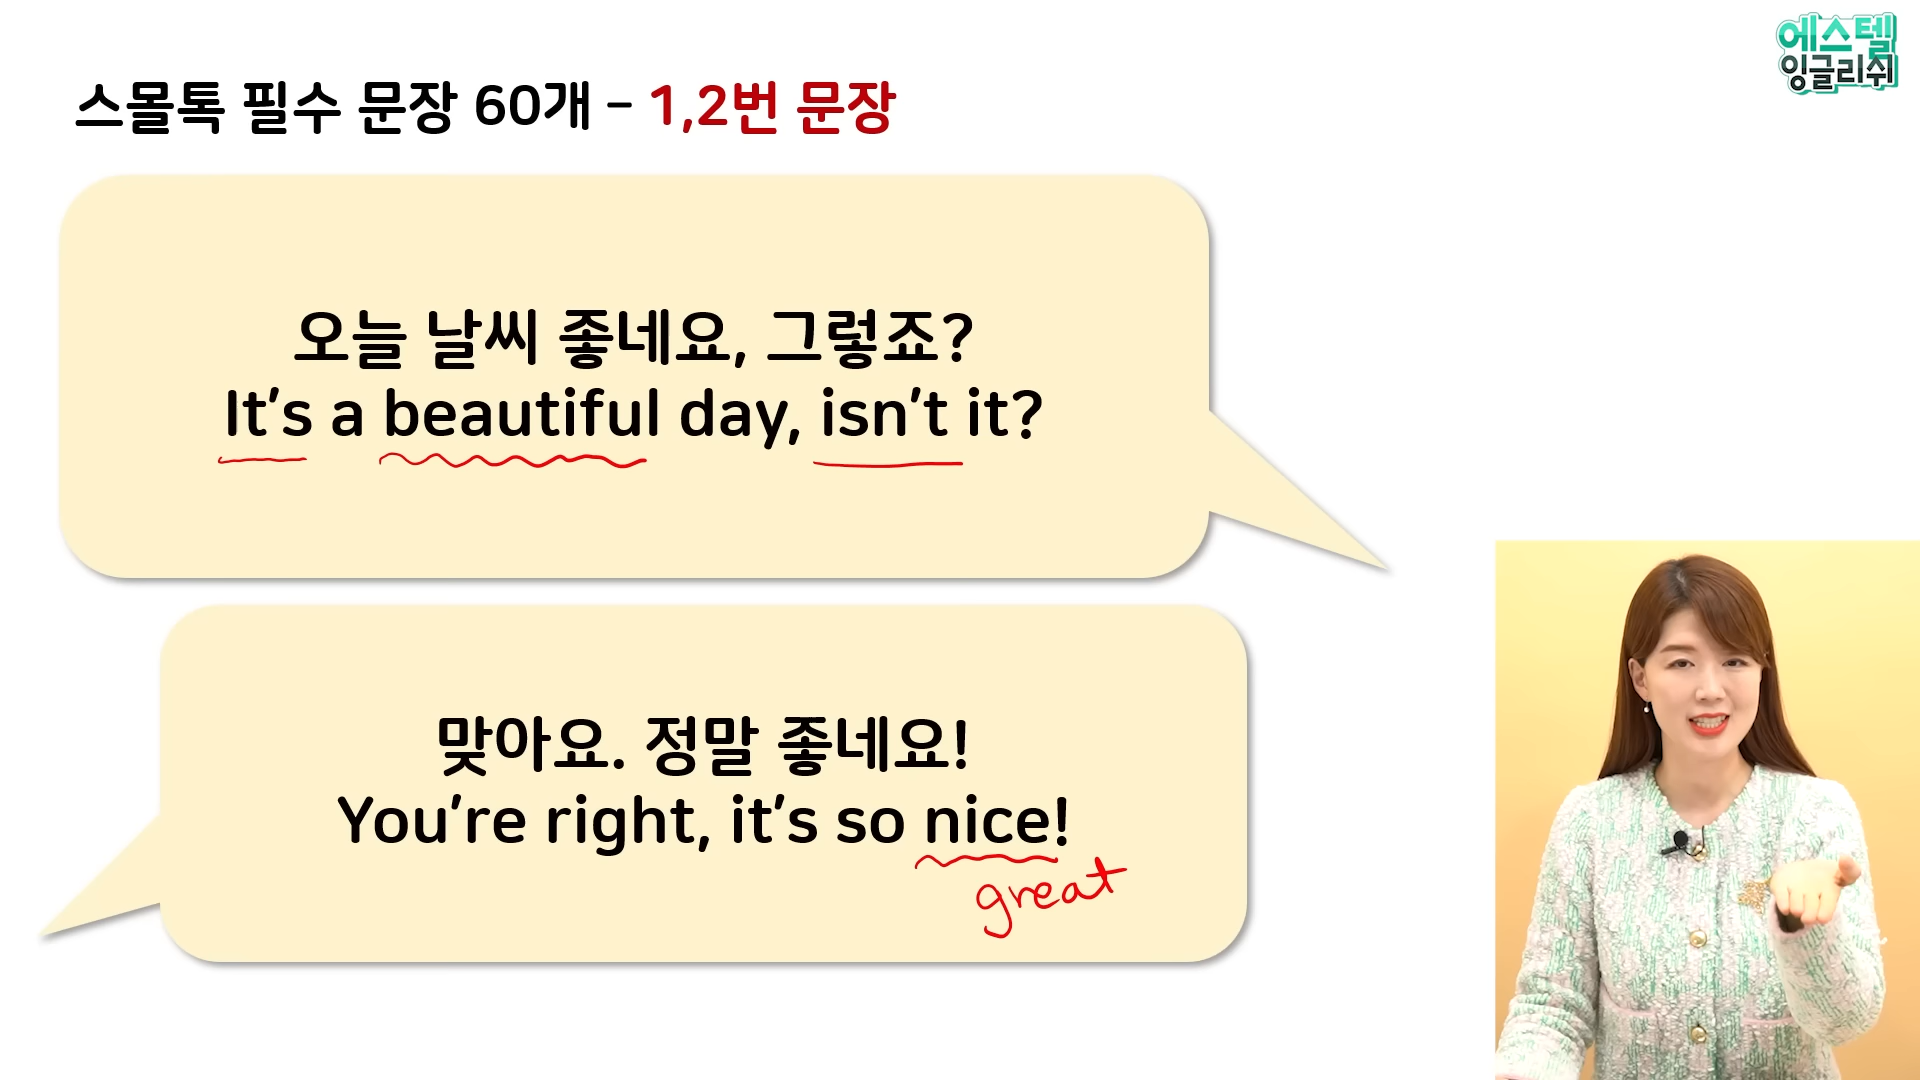 에스텔
잉글리쉬
스몰톡 필수 문장 60개 – 1,2번 문장
오늘 날씨 좋네요, 그렇죠?
It's a beautiful day, isn't it?
맞아요. 정말 좋네요!
You're right, it's so nice!
great